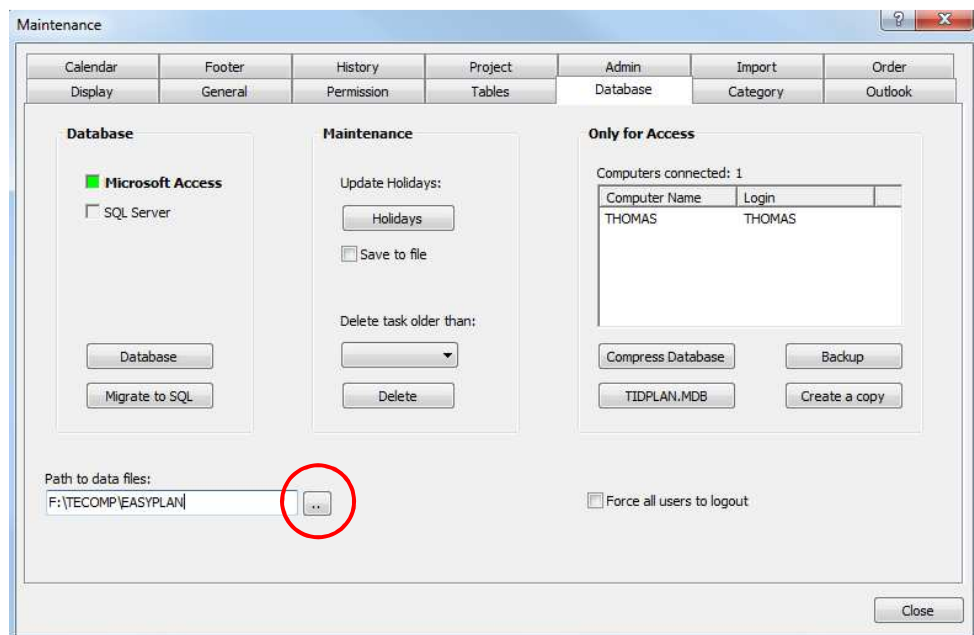 Maintenance
Calendar Footer History Project Admin Import Order
Display General Permission Tables Database Category Outlook
Database
Microsoft Access
SQL Server
Database
Migrate to SQL
Maintenance
Update Holidays:
Holidays
Save to file
Delete task older than:
Delete
Only for Access
Computers connected: 1
Computer Name Login
THOMAS THOMAS
Compress Database Backup
TIDPLAN.MDB Create a copy
Path to data files:
F:\TECOMP\EASYPLAN ..
Force all users to logout
Close